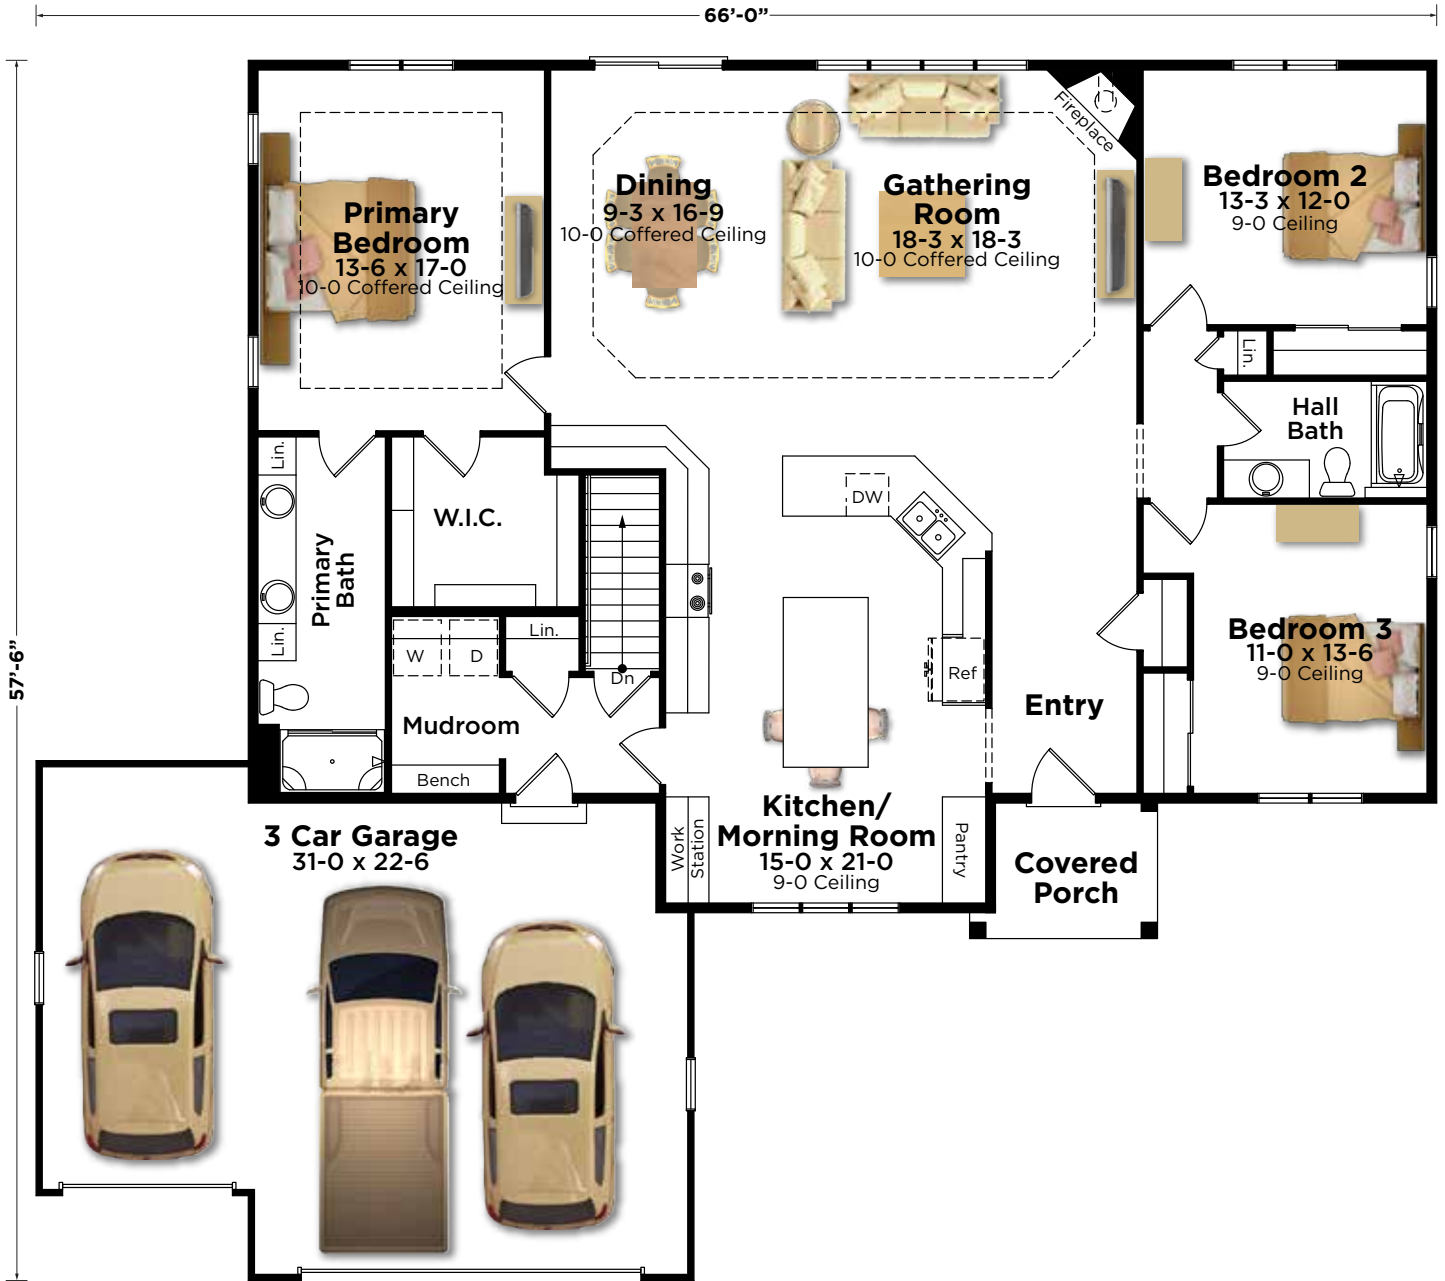 66’-0”
57’-6”
Primary
Bedroom
13-6 x 17-0
10-0 Coffered Ceiling
Dining
9-3 x 16-9
10-0 Coffered Ceiling
Gathering
Room
18-3 x 18-3
10-0 Coffered Ceiling
Fireplace
Bedroom 2
13-3 x 12-0
9-0 Ceiling
Lin.
Hall
Bath
Lin.
Primary
Bath
Lin.
W.I.C.
DW
W
D
Lin.
Dn
Mudroom
Bench
Ref
Entry
Bedroom 3
11-0 x 13-6
9-0 Ceiling
3 Car Garage
31-0 x 22-6
Work
Station
Kitchen/
Morning Room
15-0 x 21-0
9-0 Ceiling
Pantry
Covered
Porch